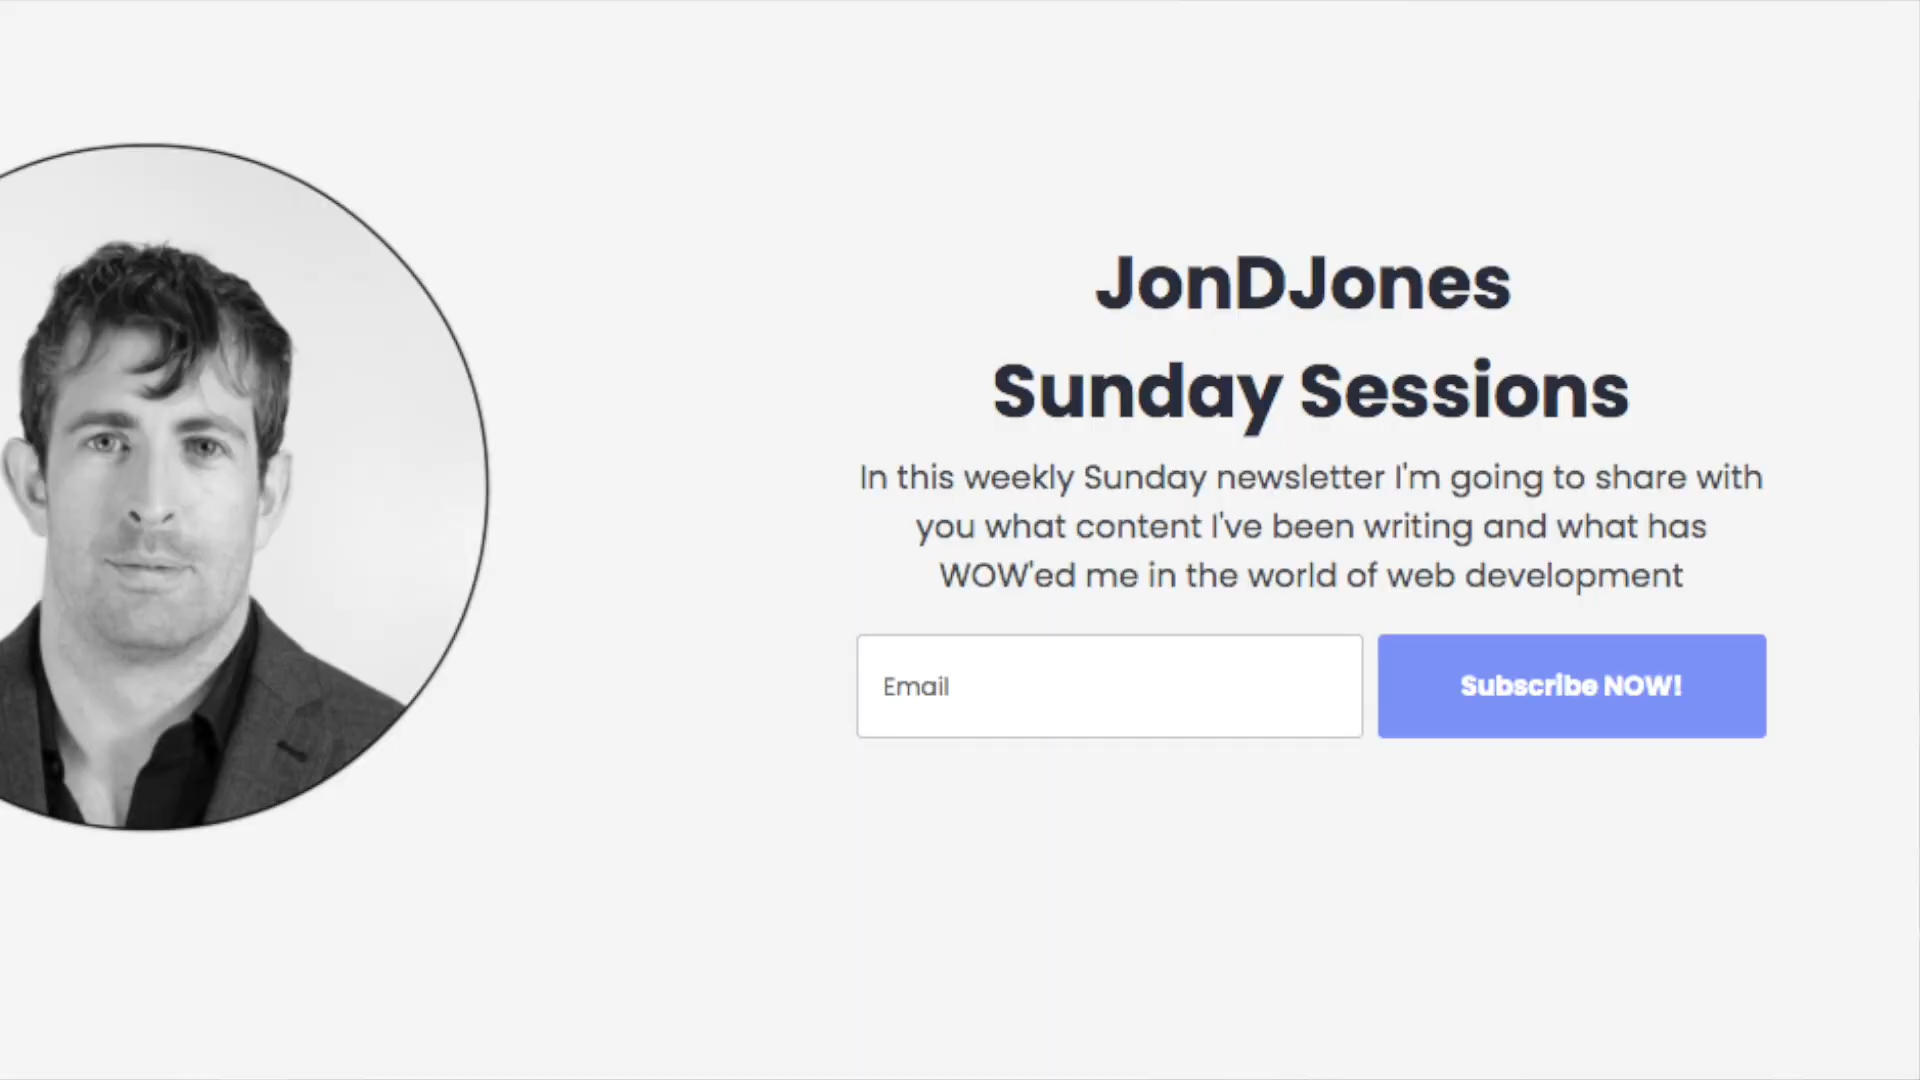 JonDJones
Sunday Sessions
In this weekly Sunday newsletter I'm going to share with
you what content I've been writing and what has
WOW'ed me in the world of web development
Email
Subscribe NOW!